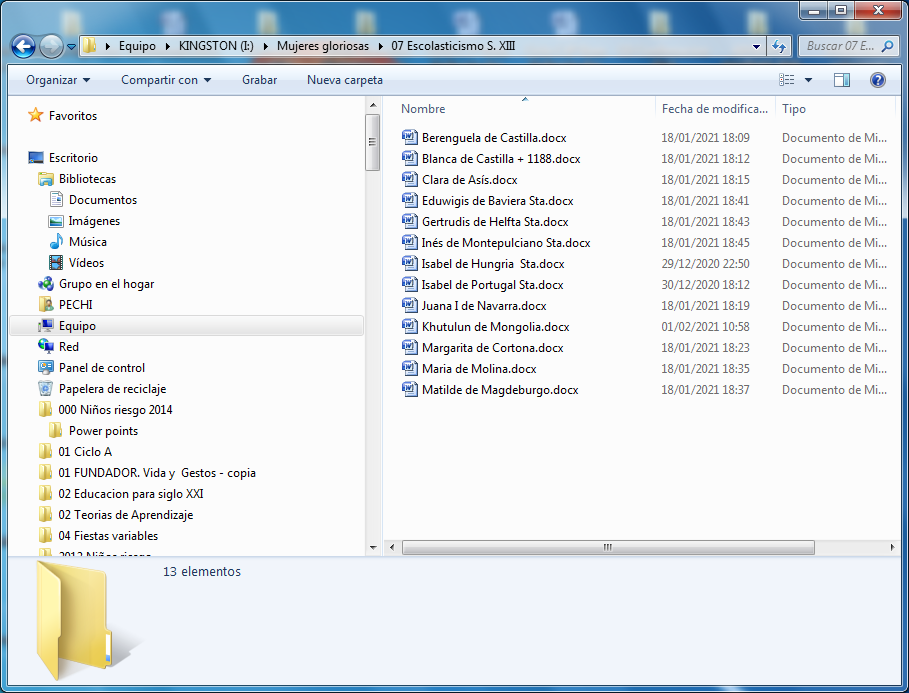 Equipo KINGSTON (I:) Mujeres gloriosas 07 Escolasticismo S. XIII Buscar 07 E...
Organizar Compartir con Grabar Nueva carpeta
Favoritos
Escritorio
Bibliotecas
Documentos
Imágenes
Música
Vídeos
Grupo en el hogar
PECHI
Equipo
Red
Panel de control
Papelera de reciclaje
000 Niños riesgo 2014
Power points
01 Ciclo A
01 FUNDADOR. Vida y  Gestos - copia
02 Educacion para siglo XXI
02 Teorias de Aprendizaje
04 Fiestas variables
2013 Niños riesgo
Nombre Fecha de modifica... Tipo
Berenguela de Castilla.docx 18/01/2021 18:09 Documento de Mi...
Blanca de Castilla + 1188.docx 18/01/2021 18:12 Documento de Mi...
Clara de Asís.docx 18/01/2021 18:15 Documento de Mi...
Eduwigis de Baviera Sta.docx 18/01/2021 18:41 Documento de Mi...
Gertrudis de Helfta Sta.docx 18/01/2021 18:43 Documento de Mi...
Inés de Montepulciano Sta.docx 18/01/2021 18:45 Documento de Mi...
Isabel de Hungria  Sta.docx 29/12/2020 22:50 Documento de Mi...
Isabel de Portugal Sta.docx 30/12/2020 18:12 Documento de Mi...
Juana I de Navarra.docx 18/01/2021 18:19 Documento de Mi...
Khutulun de Mongolia.docx 01/02/2021 10:58 Documento de Mi...
Margarita de Cortona.docx 18/01/2021 18:23 Documento de Mi...
Maria de Molina.docx 18/01/2021 18:35 Documento de Mi...
Matilde de Magdeburgo.docx 18/01/2021 18:37 Documento de Mi...
13 elementos